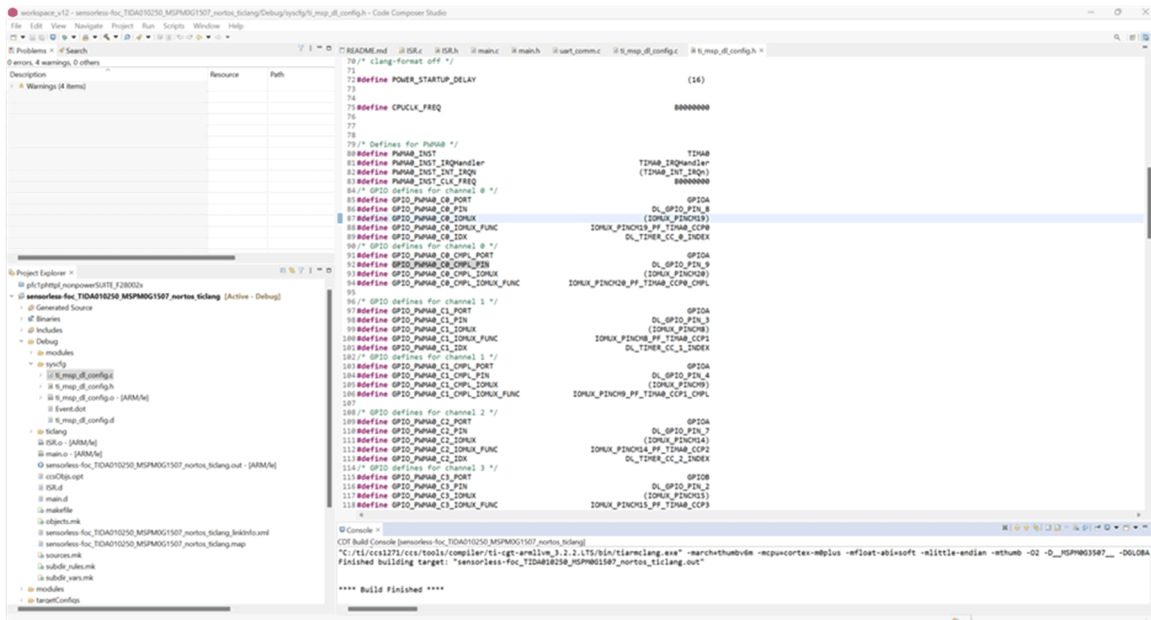 workspace_v12 - sensorless-foc_TIDA010250_MSPM0G1507_nortos_ticlang/Debug/syscfg/ti_msp_dl_config.h - Code Composer Studio
File Edit View Navigate Project Run Scripts Window Help
Problems × Search
0 errors, 4 warnings, 0 others
Description Resource Path
Warnings (4 items)
Project Explorer ×
pfc1phttpl_nonpowerSUITE_F28002x
sensorless-foc_TIDA010250_MSPM0G1507_nortos_ticlang [Active - Debug]
Generated Source
Binaries
Includes
Debug
modules
syscfg
ti_msp_dl_config.c
ti_msp_dl_config.h
ti_msp_dl_config.o - [ARM/le]
Event.dot
ti_msp_dl_config.d
ticlang
ISR.o - [ARM/le]
main.o - [ARM/le]
sensorless-foc_TIDA010250_MSPM0G1507_nortos_ticlang.out - [ARM/le]
ccsObjs.opt
ISR.d
main.d
makefile
objects.mk
sensorless-foc_TIDA010250_MSPM0G1507_nortos_ticlang_linkInfo.xml
sensorless-foc_TIDA010250_MSPM0G1507_nortos_ticlang.map
sources.mk
subdir_rules.mk
subdir_vars.mk
modules
targetConfigs
README.md ISR.c ISR.h main.c main.h uart_comm.c ti_msp_dl_config.c ti_msp_dl_config.h ×
70 /* clang-format off */
71
72 #define POWER_STARTUP_DELAY (16)
73
74
75 #define CPUCLK_FREQ 80000000
76
77
78
79 /* Defines for PWMA0 */
80 #define PWMA0_INST TIMA0
81 #define PWMA0_INST_IRQHandler TIMA0_IRQHandler
82 #define PWMA0_INST_INT_IRQN (TIMA0_INT_IRQn)
83 #define PWMA0_INST_CLK_FREQ 80000000
84 /* GPIO defines for channel 0 */
85 #define GPIO_PWMA0_C0_PORT GPIOA
86 #define GPIO_PWMA0_C0_PIN DL_GPIO_PIN_8
87 #define GPIO_PWMA0_C0_IOMUX (IOMUX_PINCM19)
88 #define GPIO_PWMA0_C0_IOMUX_FUNC IOMUX_PINCM19_PF_TIMA0_CCP0
89 #define GPIO_PWMA0_C0_IDX DL_TIMER_CC_0_INDEX
90 /* GPIO defines for channel 0 */
91 #define GPIO_PWMA0_C0_CMPL_PORT GPIOA
92 #define GPIO_PWMA0_C0_CMPL_PIN DL_GPIO_PIN_9
93 #define GPIO_PWMA0_C0_CMPL_IOMUX (IOMUX_PINCM20)
94 #define GPIO_PWMA0_C0_CMPL_IOMUX_FUNC IOMUX_PINCM20_PF_TIMA0_CCP0_CMPL
95
96 /* GPIO defines for channel 1 */
97 #define GPIO_PWMA0_C1_PORT GPIOA
98 #define GPIO_PWMA0_C1_PIN DL_GPIO_PIN_3
99 #define GPIO_PWMA0_C1_IOMUX (IOMUX_PINCM8)
100 #define GPIO_PWMA0_C1_IOMUX_FUNC IOMUX_PINCM8_PF_TIMA0_CCP1
101 #define GPIO_PWMA0_C1_IDX DL_TIMER_CC_1_INDEX
102 /* GPIO defines for channel 1 */
103 #define GPIO_PWMA0_C1_CMPL_PORT GPIOA
104 #define GPIO_PWMA0_C1_CMPL_PIN DL_GPIO_PIN_4
105 #define GPIO_PWMA0_C1_CMPL_IOMUX (IOMUX_PINCM9)
106 #define GPIO_PWMA0_C1_CMPL_IOMUX_FUNC IOMUX_PINCM9_PF_TIMA0_CCP1_CMPL
107
108 /* GPIO defines for channel 2 */
109 #define GPIO_PWMA0_C2_PORT GPIOA
110 #define GPIO_PWMA0_C2_PIN DL_GPIO_PIN_7
111 #define GPIO_PWMA0_C2_IOMUX (IOMUX_PINCM14)
112 #define GPIO_PWMA0_C2_IOMUX_FUNC IOMUX_PINCM14_PF_TIMA0_CCP2
113 #define GPIO_PWMA0_C2_IDX DL_TIMER_CC_2_INDEX
114 /* GPIO defines for channel 3 */
115 #define GPIO_PWMA0_C3_PORT GPIOB
116 #define GPIO_PWMA0_C3_PIN DL_GPIO_PIN_2
117 #define GPIO_PWMA0_C3_IOMUX (IOMUX_PINCM15)
118 #define GPIO_PWMA0_C3_IOMUX_FUNC IOMUX_PINCM15_PF_TIMA0_CCP3
Console ×
CDT Build Console [sensorless-foc_TIDA010250_MSPM0G1507_nortos_ticlang]
"C:/ti/ccs1271/ccs/tools/compiler/ti-cgt-armllvm_3.2.2.LTS/bin/tiarmclang.exe" -march=thumbv6m -mcpu=cortex-m0plus -mfloat-abi=soft -mlittle-endian -mthumb -O2 -D__MSPM0G3507__ -DGLOBA
Finished building target: "sensorless-foc_TIDA010250_MSPM0G1507_nortos_ticlang.out"
**** Build Finished ****